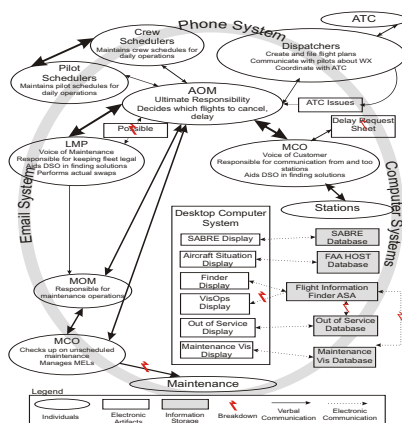 Phone System
Crew
Schedulers
Maintains crew schedules for
daily operations
ATC
Dispatchers
Create and file flight plans
Communicate with pilots about WX
Coordinate with ATC
Pilot
Schedulers
Maintains pilot schedules for
daily operations
AOM
Ultimate Responsibility
Decides which flights to cancel,
delay
ATC Issues
Possible
Delay Request
Sheet
LMP
Voice of Maintenance
Responsible for keeping fleet legal
Aids DSO in finding solutions
Performs actual swaps
MCO
Voice of Customer
Responsible for communication from and too
stations
Aids DSO in finding solutions
Email System
Computer Systems
Stations
Desktop Computer
System
SABRE Display
SABRE
Database
Aircraft Situation
Display
FAA HOST
Database
Finder
Display
Flight Information
Finder ASA
VisOps
Display
MOM
Responsible for
maintenance operations
Out of Service
Display
Out of Service
Database
MCO
Checks up on unscheduled
maintenance
Manages MELs
Maintenance Vis
Display
Maintenance
Vis Database
Maintenance
Legend
Individuals
Electronic
Artifacts
Information
Storage
Breakdown
Verbal
Communication
Electronic
Communication